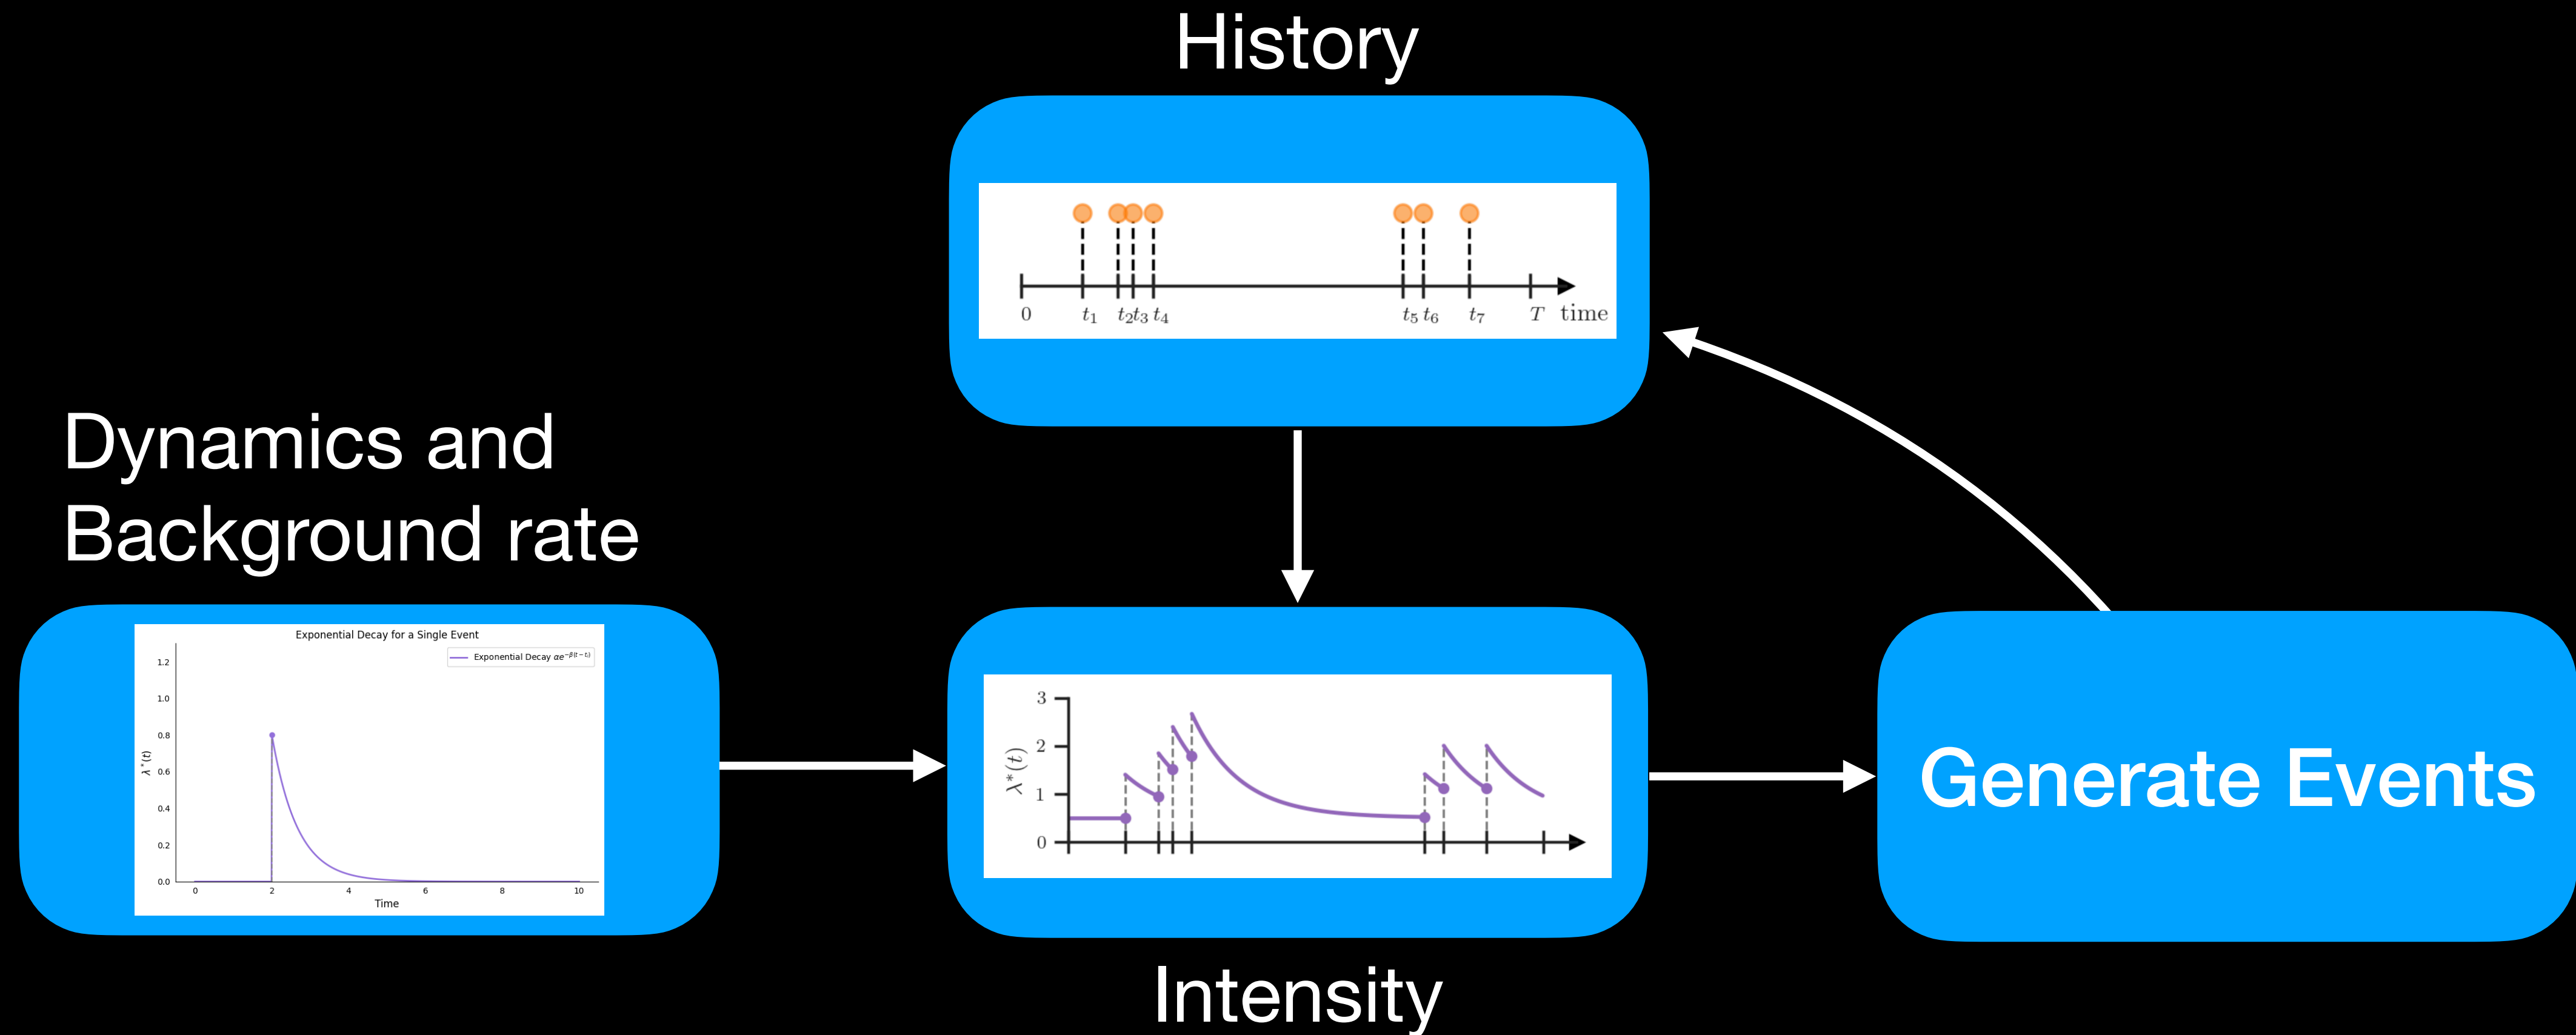 History
0 t₁ t₂t₃ t₄ t₅ t₆ t₇ T time
Dynamics and
Background rate
Exponential Decay for a Single Event
Exponential Decay αe^{-β(t-tᵢ)}
1.2
1.0
0.8
0.6
0.4
0.2
0.0
λ*(t)
0 2 4 6 8 10
Time
3
2
1
0
λ*(t)
Generate Events
Intensity